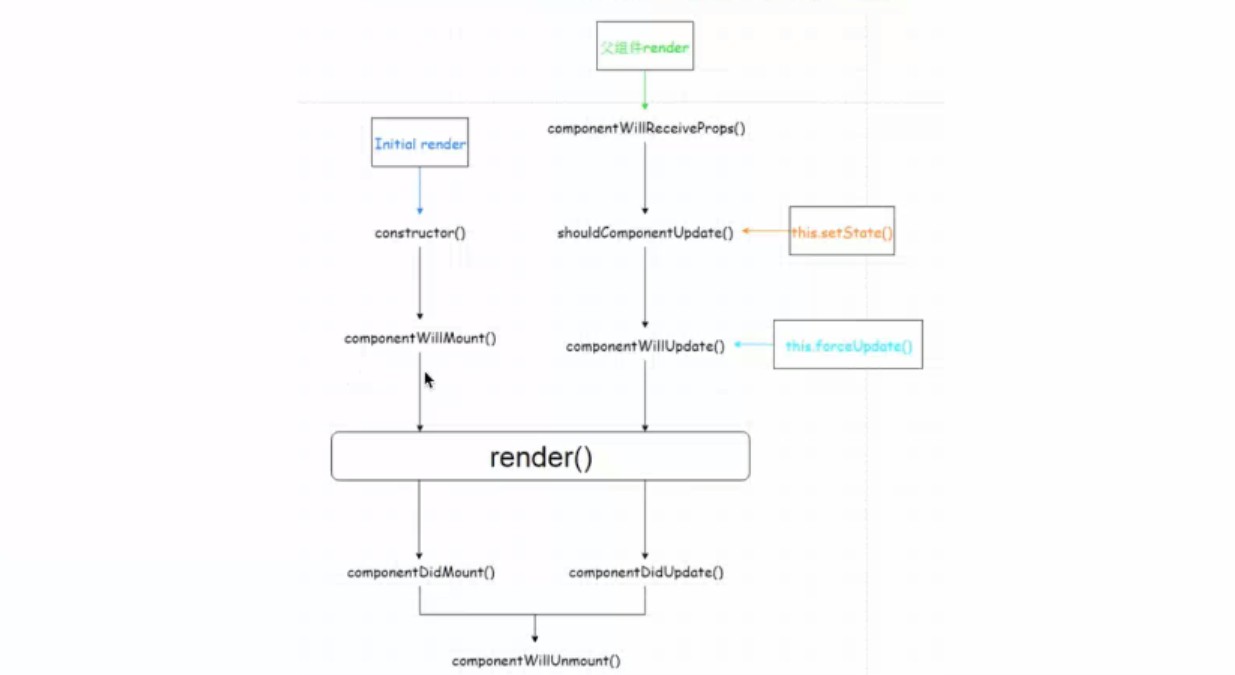 父组件render
componentWillReceiveProps()
Initial render
constructor()
shouldComponentUpdate()
this.setState()
componentWillMount()
componentWillUpdate()
this.forceUpdate()
render()
componentDidMount()
componentDidUpdate()
componentWillUnmount()